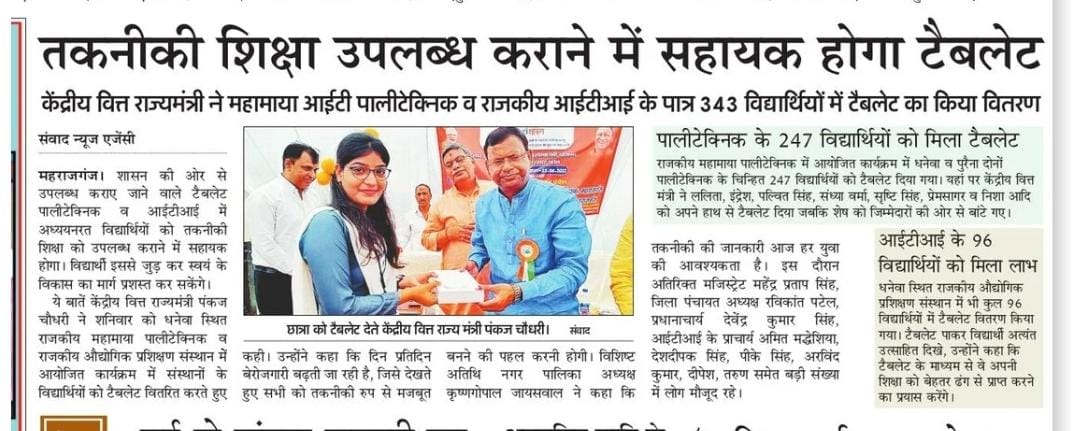 तकनीकी शिक्षा उपलब्ध कराने में सहायक होगा टैबलेट
केंद्रीय वित्त राज्यमंत्री ने महामाया आईटी पालीटेक्निक व राजकीय आईटीआई के पात्र 343 विद्यार्थियों में टैबलेट का किया वितरण
संवाद न्यूज एजेंसी
महराजगंज। शासन की ओर से
उपलब्ध कराए जाने वाले टैबलेट
पालीटेक्निक व आईटीआई में
अध्ययनरत विद्यार्थियों को तकनीकी
शिक्षा को उपलब्ध कराने में सहायक
होगा। विद्यार्थी इससे जुड़ कर स्वयं के
विकास का मार्ग प्रशस्त कर सकेंगे।
ये बातें केंद्रीय वित्त राज्यमंत्री पंकज
चौधरी ने शनिवार को धनेवा स्थित
राजकीय महामाया पालीटेक्निक व
राजकीय औद्योगिक प्रशिक्षण संस्थान में
आयोजित कार्यक्रम में संस्थानों के
विद्यार्थियों को टैबलेट वितरित करते हुए
छात्रा को टैबलेट देते केंद्रीय वित्त राज्य मंत्री पंकज चौधरी। संवाद
कही। उन्होंने कहा कि दिन प्रतिदिन
बेरोजगारी बढ़ती जा रही है, जिसे देखते
हुए सभी को तकनीकी रुप से मजबूत
बनने की पहल करनी होगी। विशिष्ट
अतिथि नगर पालिका अध्यक्ष
कृष्णगोपाल जायसवाल ने कहा कि
तकनीकी की जानकारी आज हर युवा
की आवश्यकता है। इस दौरान
अतिरिक्त मजिस्ट्रेट महेंद्र प्रताप सिंह,
जिला पंचायत अध्यक्ष रविकांत पटेल,
प्रधानाचार्य देवेंद्र कुमार सिंह,
आईटीआई के प्राचार्य अमित मद्धेशिया,
देशदीपक सिंह, पीके सिंह, अरविंद
कुमार, दीपेश, तरुण समेत बड़ी संख्या
में लोग मौजूद रहे।
पालीटेक्निक के 247 विद्यार्थियों को मिला टैबलेट
राजकीय महामाया पालीटेक्निक में आयोजित कार्यक्रम में धनेवा व पुरैना दोनों
पालीटेक्निक के चिन्हित 247 विद्यार्थियों को टैबलेट दिया गया। यहां पर केंद्रीय वित्त
मंत्री ने ललिता, इंद्रेश, पल्वित सिंह, संध्या वर्मा, सृष्टि सिंह, प्रेमसागर व निशा आदि
को अपने हाथ से टैबलेट दिया जबकि शेष को जिम्मेदारों की ओर से बांटे गए।
आईटीआई के 96
विद्यार्थियों को मिला लाभ
धनेवा स्थित राजकीय औद्योगिक
प्रशिक्षण संस्थान में भी कुल 96
विद्यार्थियों में टैबलेट वितरण किया
गया। टैबलेट पाकर विद्यार्थी अत्यंत
उत्साहित दिखे, उन्होंने कहा कि
टैबलेट के माध्यम से वे अपनी
शिक्षा को बेहतर ढंग से प्राप्त करने
का प्रयास करेंगे।